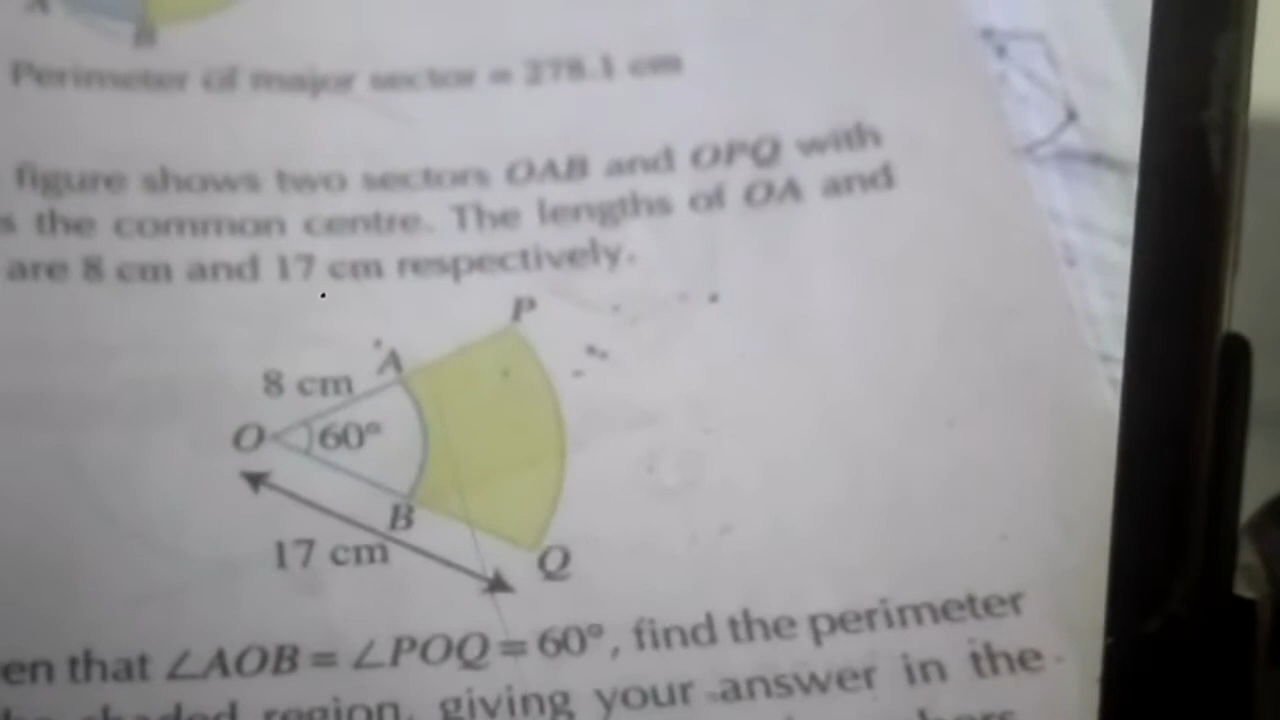 Perimeter of major sector = 278.1 cm
figure shows two sectors OAB and OPQ with
s the common centre. The lengths of OA and
are 8 cm and 17 cm respectively.
P
A
8 cm
O
60°
B
17 cm
Q
en that ∠AOB = ∠POQ = 60°, find the perimeter
shaded region, giving your answer in the